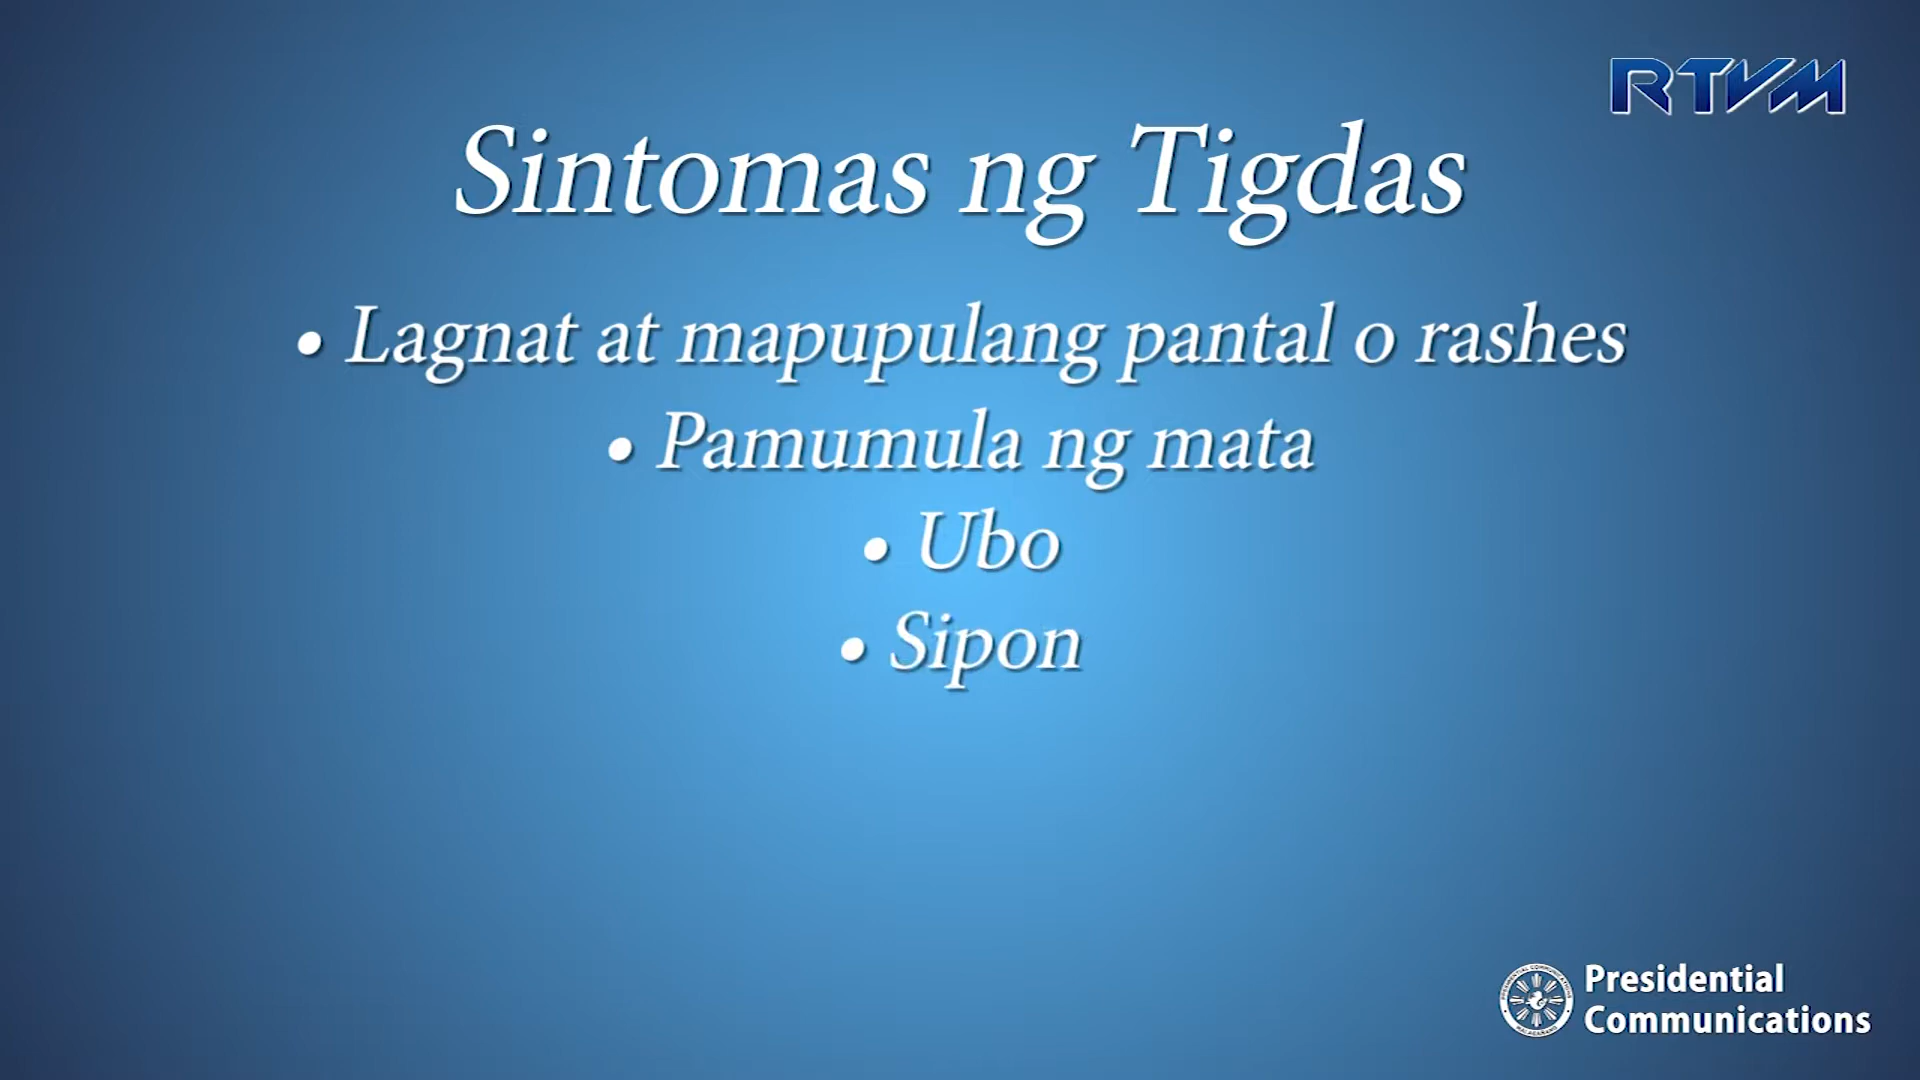 RTVM
Sintomas ng Tigdas
• Lagnat at mapupulang pantal o rashes
• Pamumula ng mata
• Ubo
• Sipon
Presidential
Communications